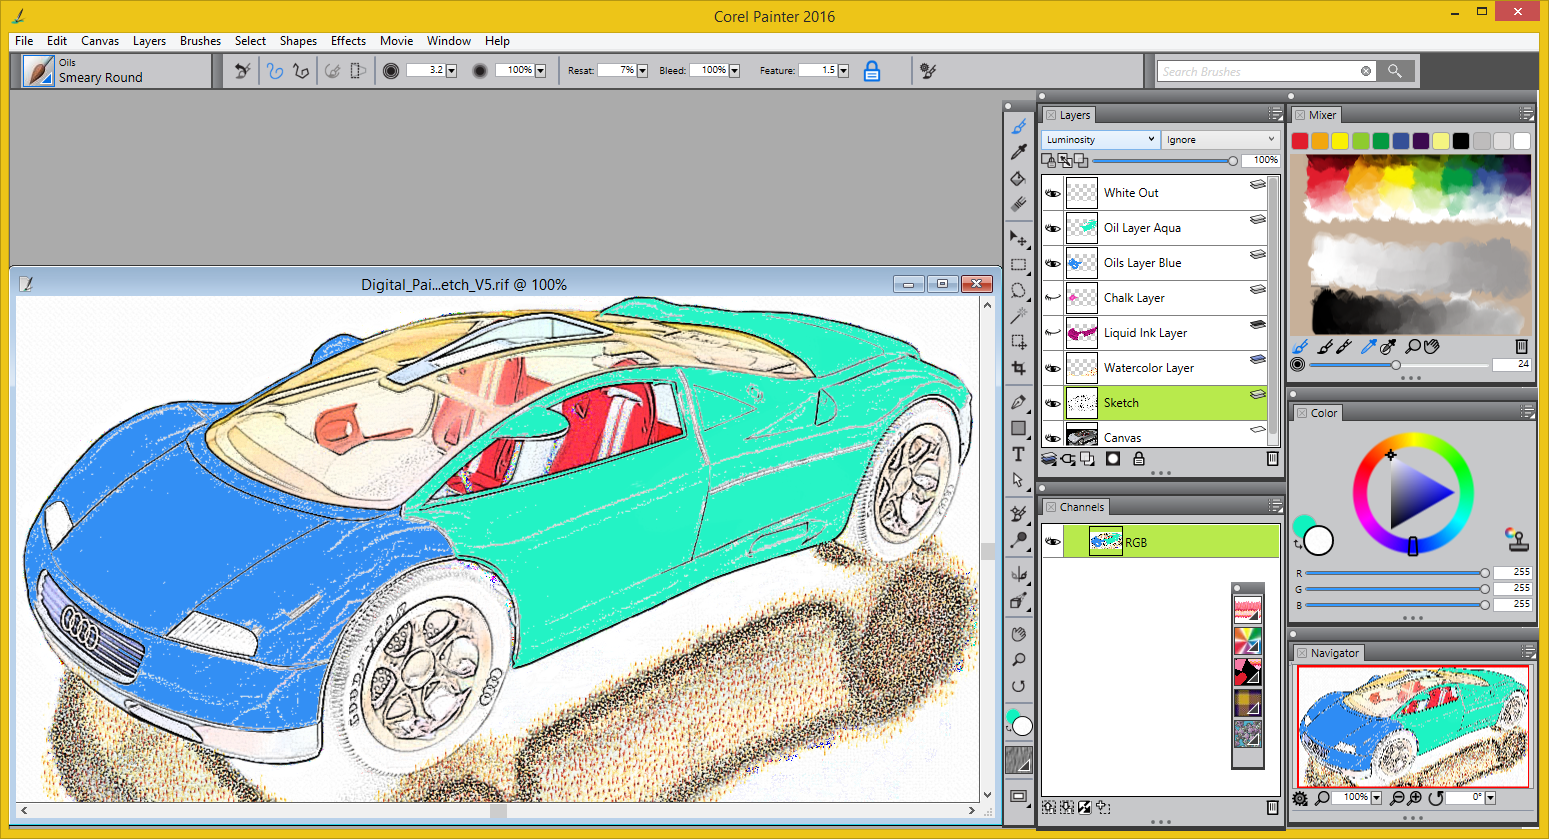 Corel Painter 2016
File Edit Canvas Layers Brushes Select Shapes Effects Movie Window Help
Oils
Smeary Round
3.2 100% Resat: 7% Bleed: 100% Feature: 1.5
Search Brushes
Layers
Luminosity Ignore
100%
White Out
Oil Layer Aqua
Oils Layer Blue
Chalk Layer
Liquid Ink Layer
Watercolor Layer
Sketch
Canvas
Channels
RGB
Mixer
24
Color
R 255
G 255
B 255
Navigator
100% 0°
Digital_Pai...etch_V5.rif @ 100%
T